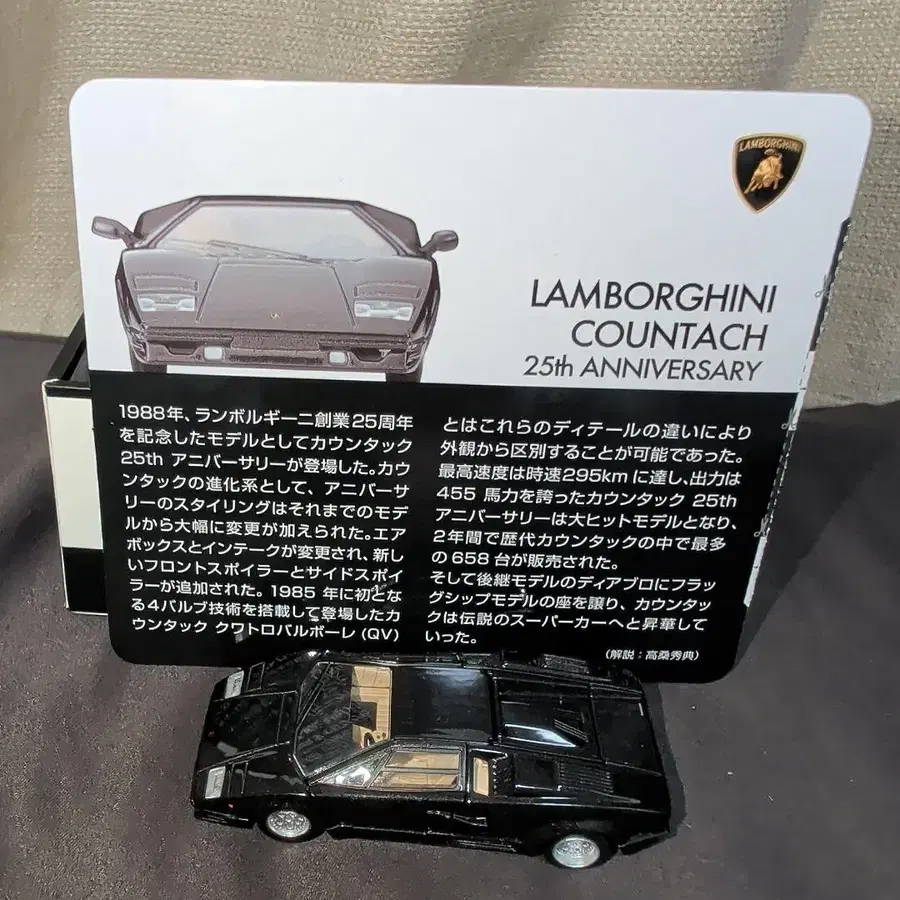 LAMBORGHINI
LAMBORGHINI
COUNTACH
25th ANNIVERSARY
1988年、ランボルギーニ創業25周年
を記念したモデルとしてカウンタック
25th アニバーサリーが登場した。カウ
ンタックの進化系として、アニバーサ
リーのスタイリングはそれまでのモデ
ルから大幅に変更が加えられた。エア
ボックスとインテークが変更され、新し
いフロントスポイラーとサイドスポイ
ラーが追加された。1985 年に初とな
る4バルブ技術を搭載して登場したカ
ウンタック クワトロバルボーレ (QV)
とはこれらのディテールの違いにより
外観から区別することが可能であった。
最高速度は時速295kmに達し、出力は
455 馬力を誇ったカウンタック 25th
アニバーサリーは大ヒットモデルとなり、
2年間で歴代カウンタックの中で最多
の 658 台が販売された。
そして後継モデルのディアブロにフラッ
グシップモデルの座を譲り、カウンタッ
クは伝説のスーパーカーへと昇華して
いった。
(解説：高桑秀典)